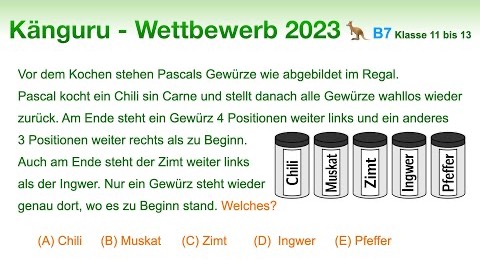 Känguru - Wettbewerb 2023 B7 Klasse 11 bis 13
Vor dem Kochen stehen Pascals Gewürze wie abgebildet im Regal.
Pascal kocht ein Chili sin Carne und stellt danach alle Gewürze wahllos wieder
zurück. Am Ende steht ein Gewürz 4 Positionen weiter links und ein anderes
3 Positionen weiter rechts als zu Beginn.
Auch am Ende steht der Zimt weiter links
als der Ingwer. Nur ein Gewürz steht wieder
genau dort, wo es zu Beginn stand. Welches?
Chili
Muskat
Zimt
Ingwer
Pfeffer
(A) Chili (B) Muskat (C) Zimt (D) Ingwer (E) Pfeffer